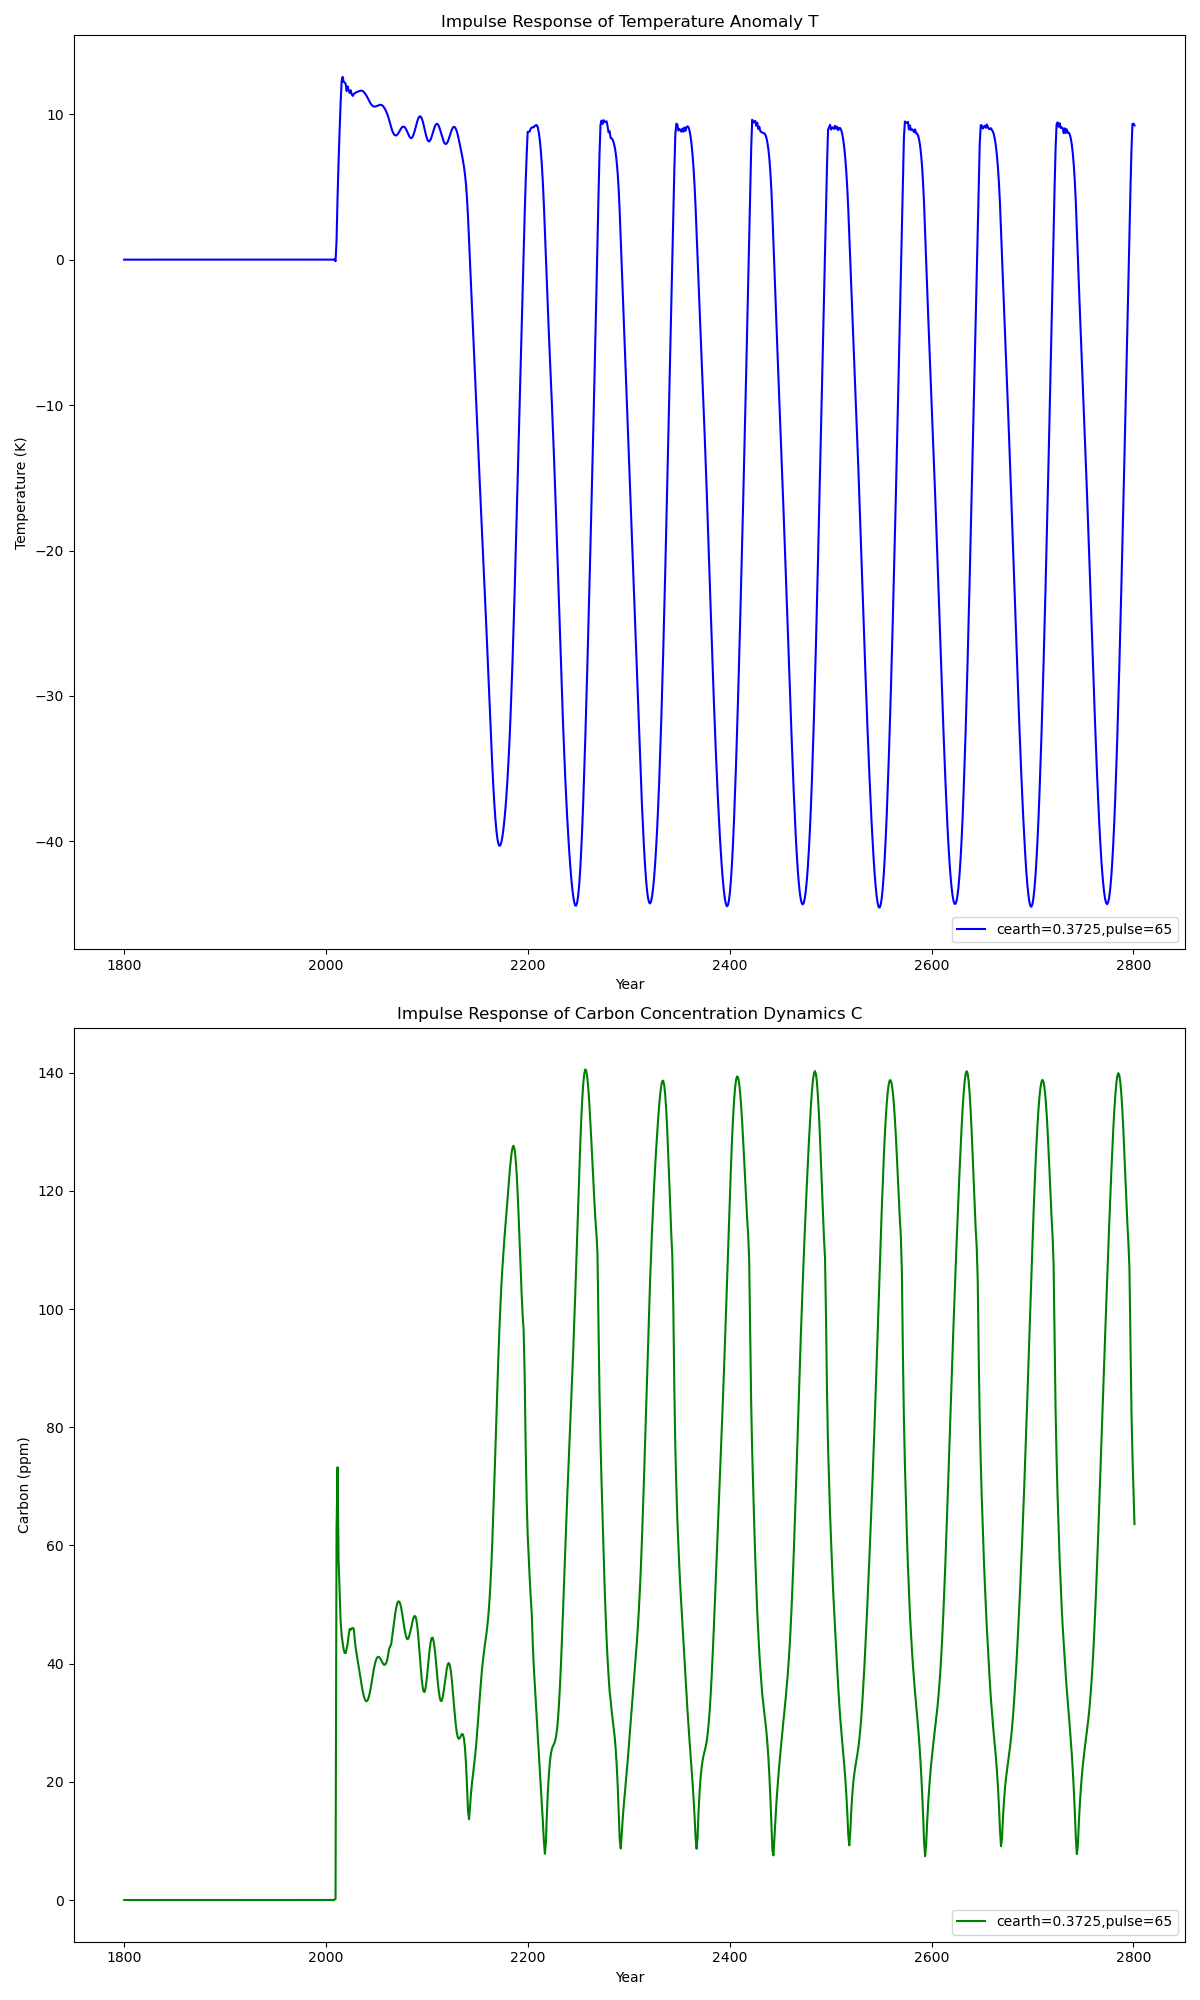 Impulse Response of Temperature Anomaly T
10
0
−10
−20
−30
−40
Temperature (K)
cearth=0.3725,pulse=65
1800 2000 2200 2400 2600 2800
Year
Impulse Response of Carbon Concentration Dynamics C
140
120
100
80
60
40
20
0
Carbon (ppm)
cearth=0.3725,pulse=65
1800 2000 2200 2400 2600 2800
Year